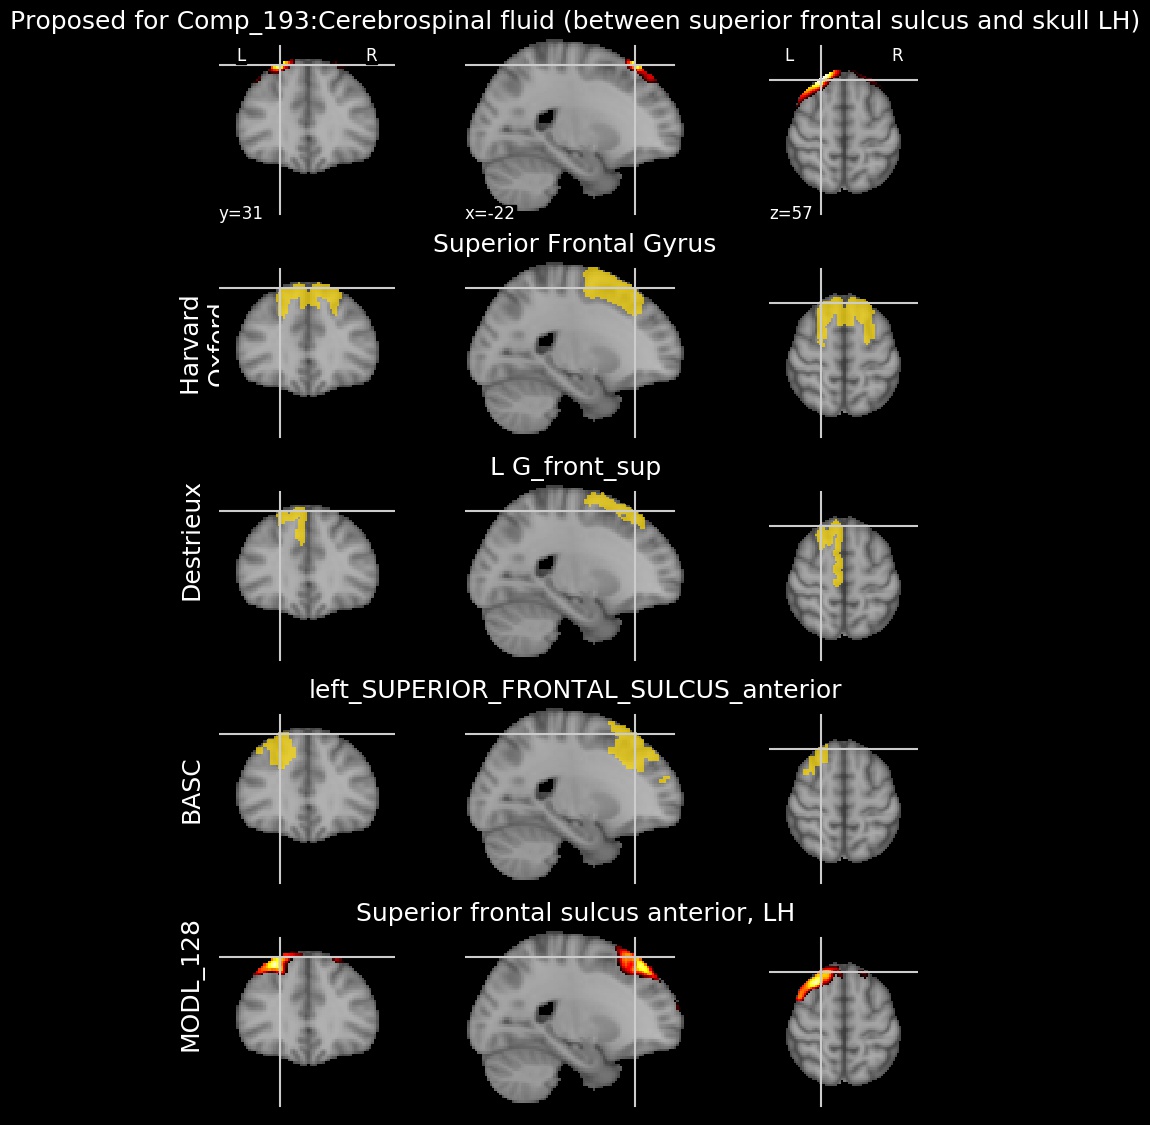 Proposed for Comp_193:Cerebrospinal fluid (between superior frontal sulcus and skull LH)
L R
L R
y=31
x=-22
z=57
Superior Frontal Gyrus
Harvard
Oxford
L G_front_sup
Destrieux
left_SUPERIOR_FRONTAL_SULCUS_anterior
BASC
Superior frontal sulcus anterior, LH
MODL_128